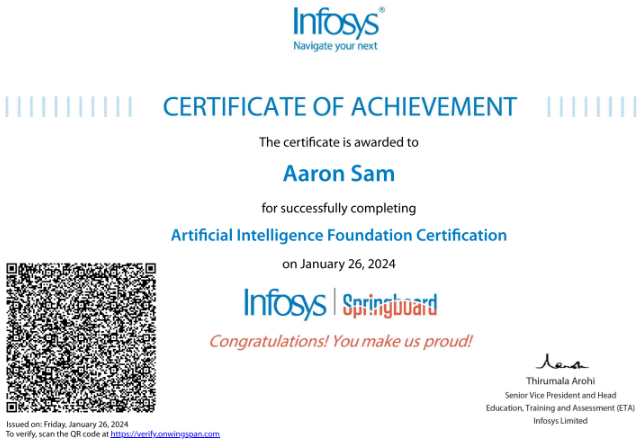 Infosys®
Navigate your next
CERTIFICATE OF ACHIEVEMENT
The certificate is awarded to
Aaron Sam
for successfully completing
Artificial Intelligence Foundation Certification
on January 26, 2024
Infosys | Springboard
Congratulations! You make us proud!
Thirumala Arohi
Senior Vice President and Head
Education, Training and Assessment (ETA)
Infosys Limited
Issued on: Friday, January 26, 2024
To verify, scan the QR code at https://verify.onwingspan.com